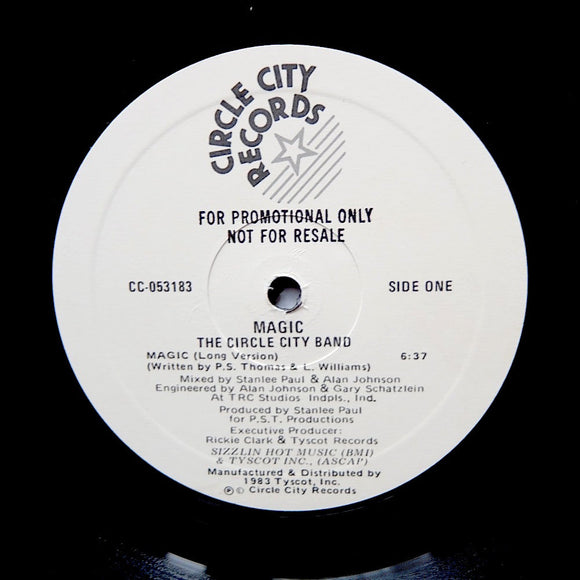 CIRCLE CITY
RECORDS
FOR PROMOTIONAL ONLY
NOT FOR RESALE
CC-053183
SIDE ONE
MAGIC
THE CIRCLE CITY BAND
MAGIC (Long Version) 6:37
(Written by P.S. Thomas & L. Williams)
Mixed by Stanlee Paul & Alan Johnson
Engineered by Alan Johnson & Gary Schatzlein
At TRC Studios Indpls., Ind.
Produced by Stanlee Paul
for P.S.T. Productions
Executive Producer:
Rickie Clark & Tyscot Records
SIZZLIN HOT MUSIC (BMI)
& TYSCOT INC., (ASCAP)
Manufactured & Distributed by
1983 Tyscot, Inc.
℗ © Circle City Records